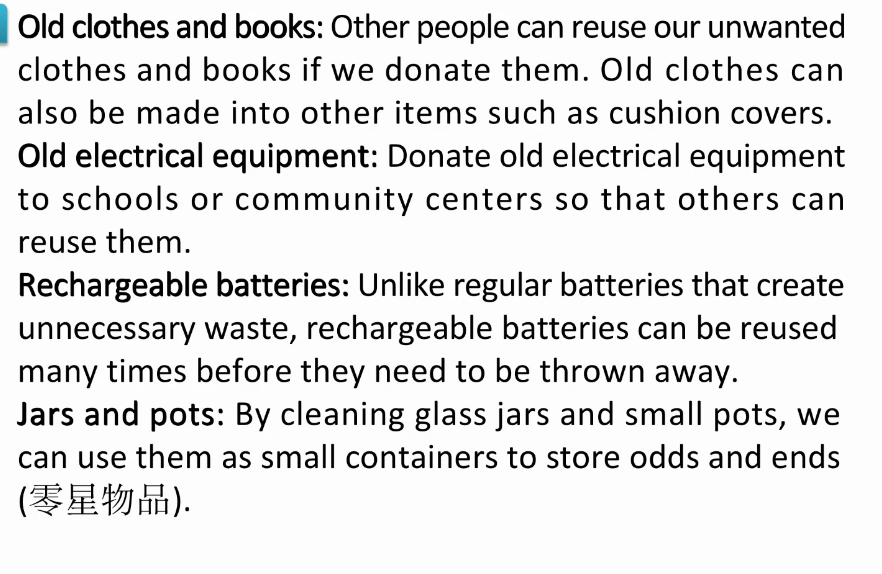 Old clothes and books: Other people can reuse our unwanted
clothes and books if we donate them. Old clothes can
also be made into other items such as cushion covers.
Old electrical equipment: Donate old electrical equipment
to schools or community centers so that others can
reuse them.
Rechargeable batteries: Unlike regular batteries that create
unnecessary waste, rechargeable batteries can be reused
many times before they need to be thrown away.
Jars and pots: By cleaning glass jars and small pots, we
can use them as small containers to store odds and ends
(零星物品).